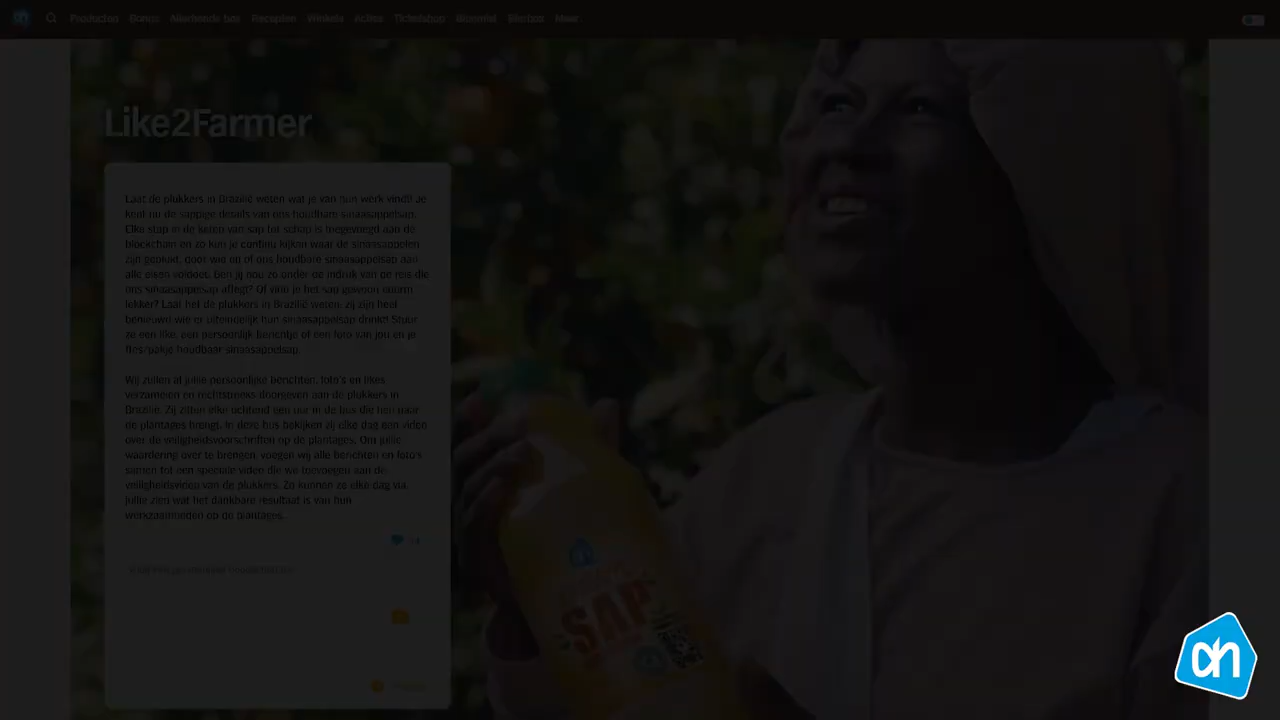 Producten Bonus Allerhande box Recepten Winkels Acties Ticketshop Bloemist Bierbox Meer
Like2Farmer
Laat de plukkers in Brazilië weten wat je van hun werk vindt! Je
kent nu de sappige details van ons houdbare sinaasappelsap.
Elke stap in de keten van sap tot schap is toegevoegd aan de
blockchain en zo kun je continu kijken waar de sinaasappelen
zijn geplukt, door wie en of ons houdbare sinaasappelsap aan
alle eisen voldoet. Ben jij nou zo onder de indruk van de reis die
ons sinaasappelsap aflegt? Of vind je het sap gewoon enorm
lekker? Laat het de plukkers in Brazilië weten: zij zijn heel
benieuwd wie er uiteindelijk hun sinaasappelsap drinkt! Stuur
ze een like, een persoonlijk berichtje of een foto van jou en je
fles/pakje houdbaar sinaasappelsap.
Wij zullen al jullie persoonlijke berichten, foto's en likes
verzamelen en rechtstreeks doorgeven aan de plukkers in
Brazilië. Zij zitten elke ochtend een uur in de bus die hen naar
de plantages brengt. In deze bus bekijken zij elke dag een video
over de veiligheidsvoorschriften op de plantages. Om jullie
waardering over te brengen, voegen wij alle berichten en foto's
samen tot een speciale video die we toevoegen aan de
veiligheidsvideo van de plukkers. Zo kunnen ze elke dag via
jullie zien wat het dankbare resultaat is van hun
werkzaamheden op de plantages.
SAP
ah